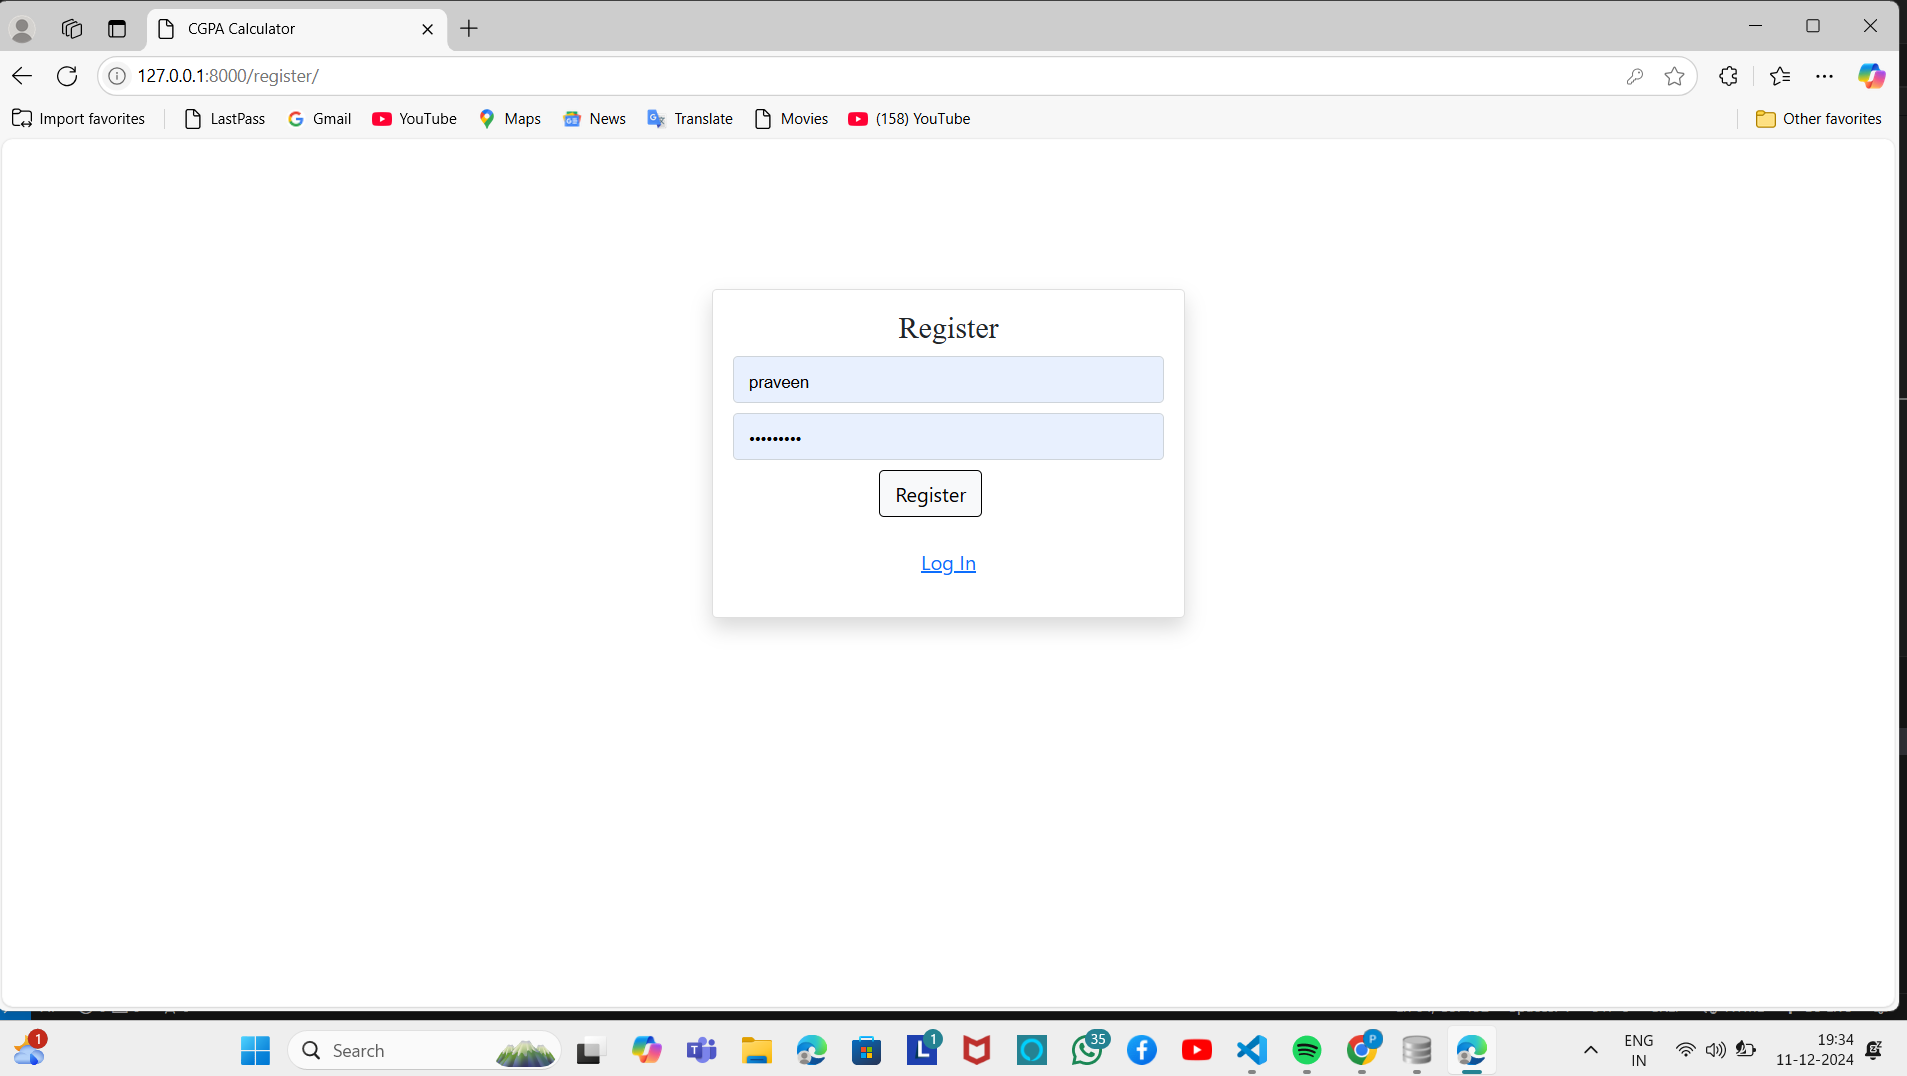 CGPA Calculator
127.0.0.1:8000/register/
Import favorites LastPass Gmail YouTube Maps News Translate Movies (158) YouTube Other favorites
Register
praveen
•••••••••
Register
Log In
1
Search
1
35
P
ENG
IN
19:34
11-12-2024